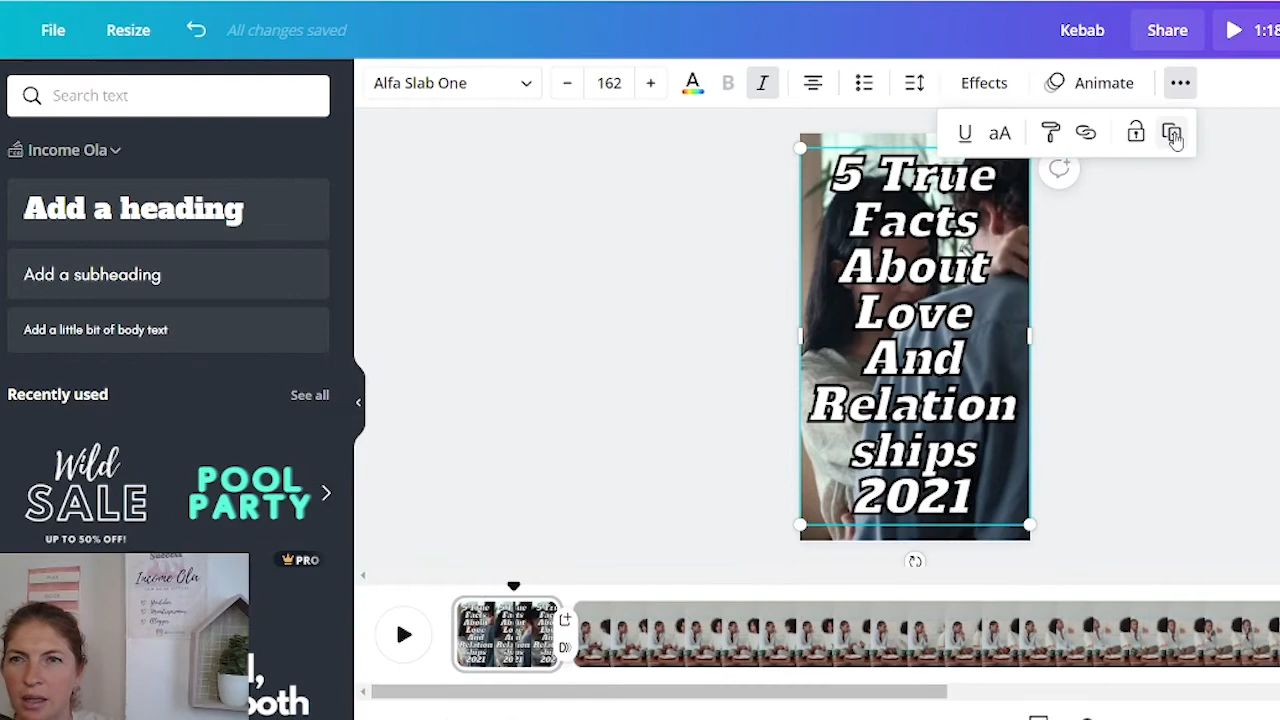 File
Resize
All changes saved
Kebab
Share
1:18
Search text
Alfa Slab One
162
A
B
I
Effects
Animate
U
aA
Income Ola
Add a heading
Add a subheading
Add a little bit of body text
Recently used
See all
Wild
SALE
UP TO 50% OFF!
POOL
PARTY
PRO
5 True
Facts
About
Love
And
Relation
ships
2021
Income Ola